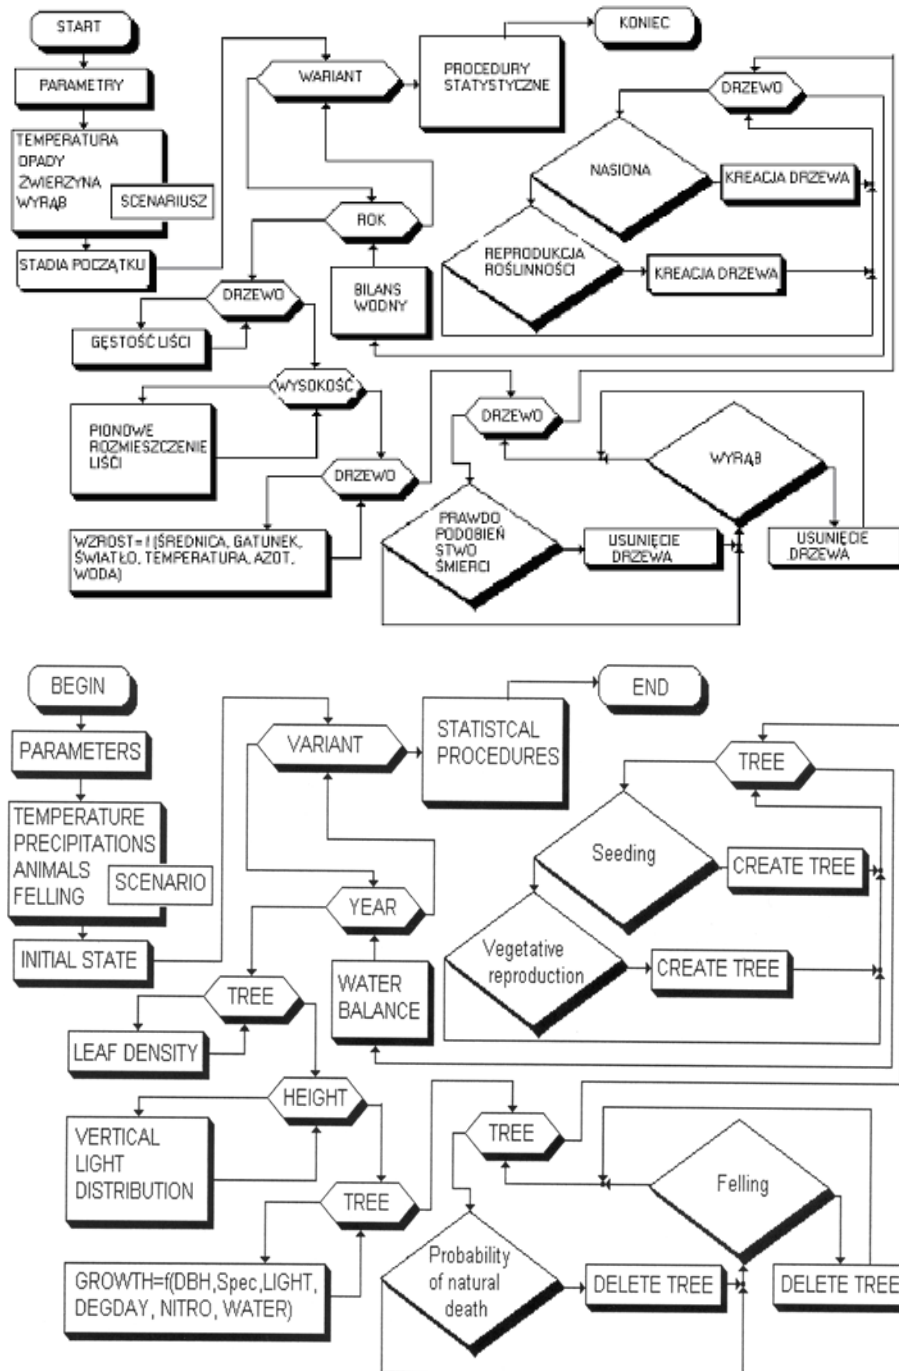 START
KONIEC
PARAMETRY
WARIANT
PROCEDURY
STATYSTYCZNE
DRZEWO
TEMPERATURA
OPADY
ZWIERZYNA
WYRĄB
SCENARIUSZ
NASIONA
KREACJA DRZEWA
ROK
STADIA POCZĄTKU
REPRODUKCJA
ROŚLINNOŚCI
KREACJA DRZEWA
DRZEWO
BILANS
WODNY
GĘSTOŚĆ LIŚCI
WYSOKOŚĆ
DRZEWO
PIONOWE
ROZMIESZCZENIE
LIŚCI
WYRĄB
DRZEWO
WZROST= f (ŚREDNICA, GATUNEK,
ŚWIATŁO, TEMPERATURA, AZOT,
WODA)
PRAWDO
PODOBIEŃ
STWO
ŚMIERCI
USUNIĘCIE
DRZEWA
USUNIĘCIE
DRZEWA
BEGIN
END
PARAMETERS
VARIANT
STATISTCAL
PROCEDURES
TREE
TEMPERATURE
PRECIPITATIONS
ANIMALS
FELLING
SCENARIO
Seeding
CREATE TREE
YEAR
INITIAL STATE
Vegetative
reproduction
CREATE TREE
TREE
WATER
BALANCE
LEAF DENSITY
HEIGHT
TREE
VERTICAL
LIGHT
DISTRIBUTION
Felling
TREE
GROWTH=f(DBH,Spec,LIGHT,
DEGDAY, NITRO, WATER)
Probability
of natural
death
DELETE TREE
DELETE TREE